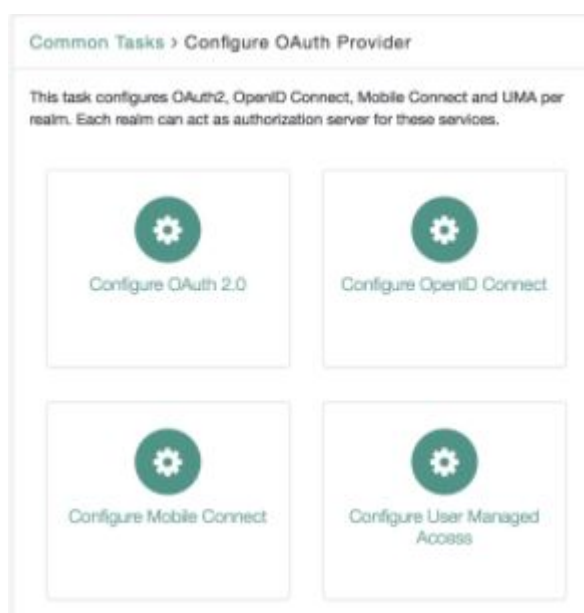 Common Tasks > Configure OAuth Provider
This task configures OAuth2, OpenID Connect, Mobile Connect and UMA per
realm. Each realm can act as authorization server for these services.
Configure OAuth 2.0
Configure OpenID Connect
Configure Mobile Connect
Configure User Managed
Access